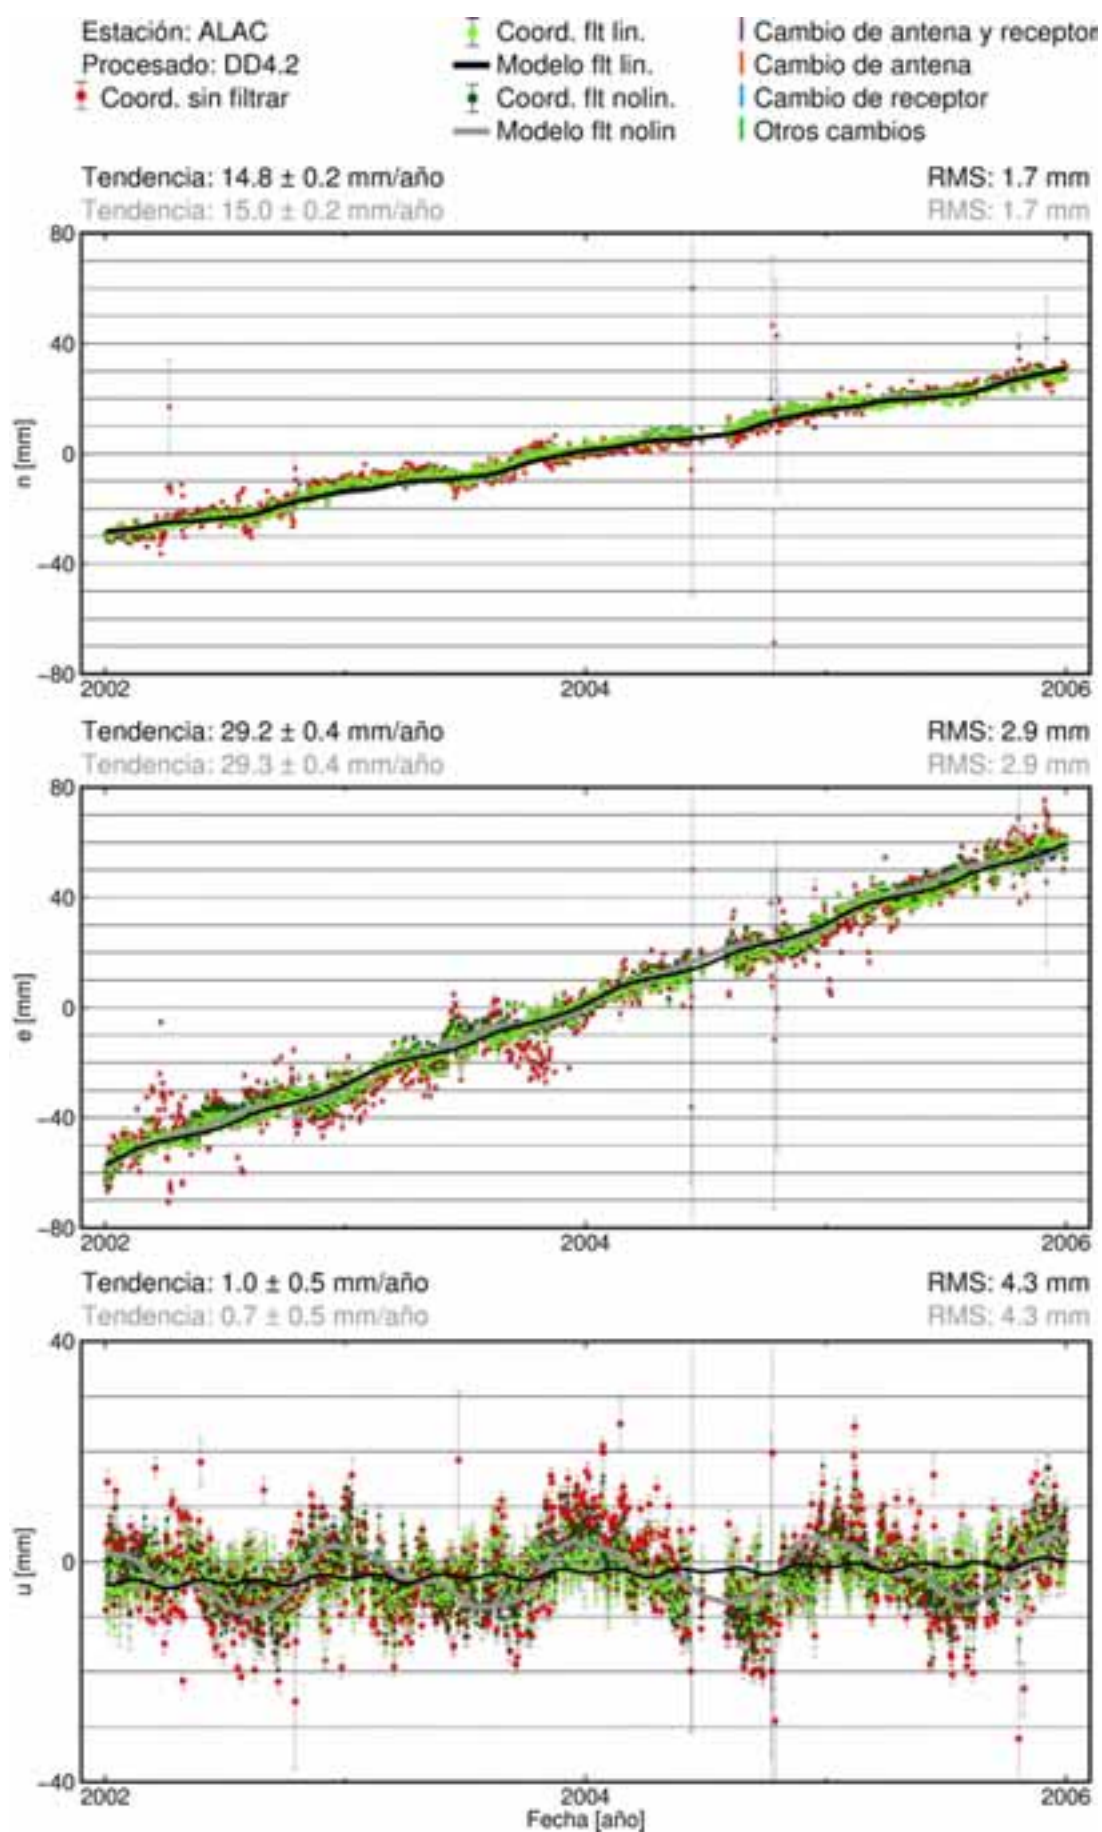 Estación: ALAC
Procesado: DD4.2
Coord. sin filtrar
Coord. flt lin.
Modelo flt lin.
Coord. flt nolin.
Modelo flt nolin
Cambio de antena y receptor
Cambio de antena
Cambio de receptor
Otros cambios
Tendencia: 14.8 ± 0.2 mm/año RMS: 1.7 mm
Tendencia: 15.0 ± 0.2 mm/año RMS: 1.7 mm
80
40
0
−40
−80
n [mm]
2002 2004 2006
Tendencia: 29.2 ± 0.4 mm/año RMS: 2.9 mm
Tendencia: 29.3 ± 0.4 mm/año RMS: 2.9 mm
80
40
0
−40
−80
e [mm]
2002 2004 2006
Tendencia: 1.0 ± 0.5 mm/año RMS: 4.3 mm
Tendencia: 0.7 ± 0.5 mm/año RMS: 4.3 mm
40
20
0
−20
−40
u [mm]
2002 2004 2006
Fecha [año]